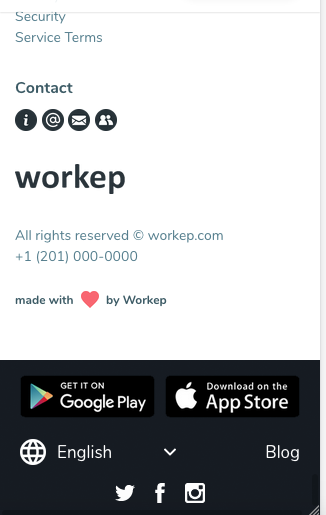 Security
Service Terms
Contact
workep
All rights reserved © workep.com
+1 (201) 000-0000
made with by Workep
GET IT ON
Google Play
Download on the
App Store
English
Blog